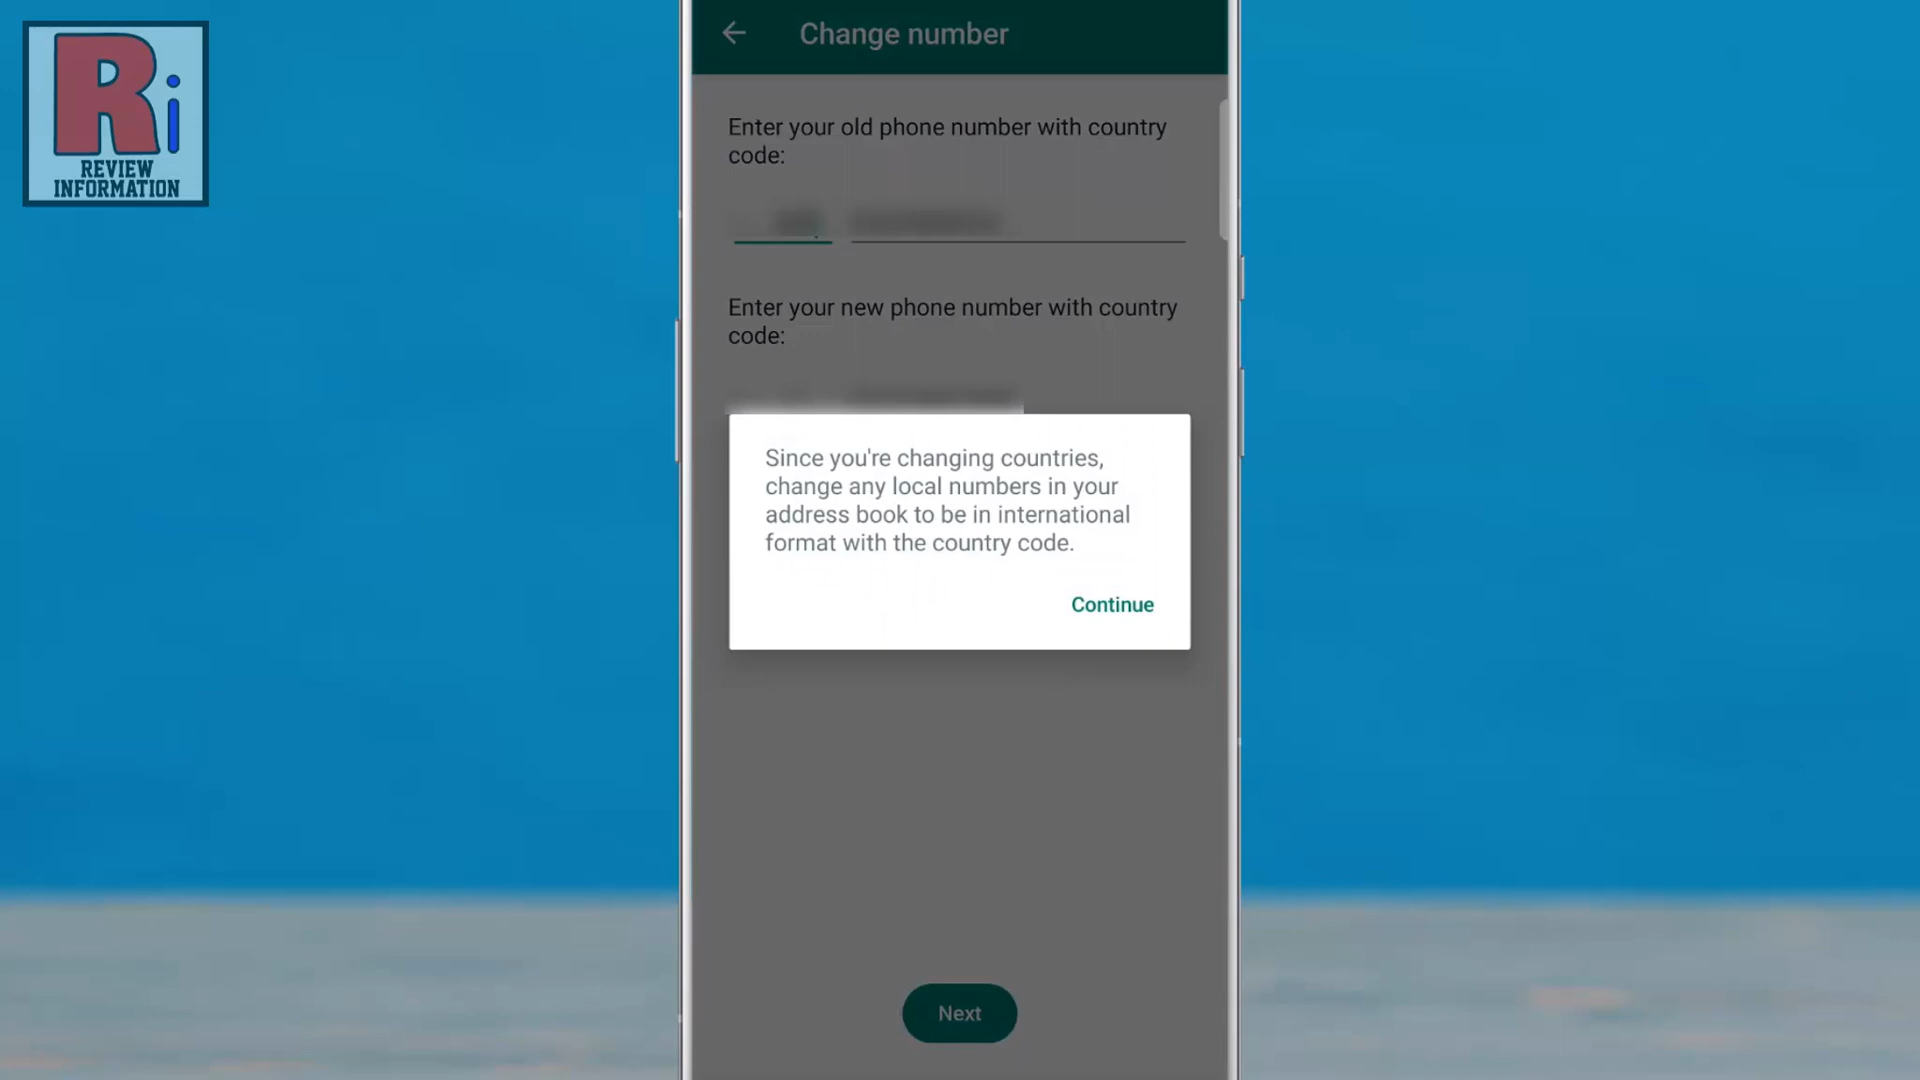 Ri
REVIEW
INFORMATION
Change number
Enter your old phone number with country
code:
Enter your new phone number with country
code:
Since you're changing countries,
change any local numbers in your
address book to be in international
format with the country code.
Continue
Next